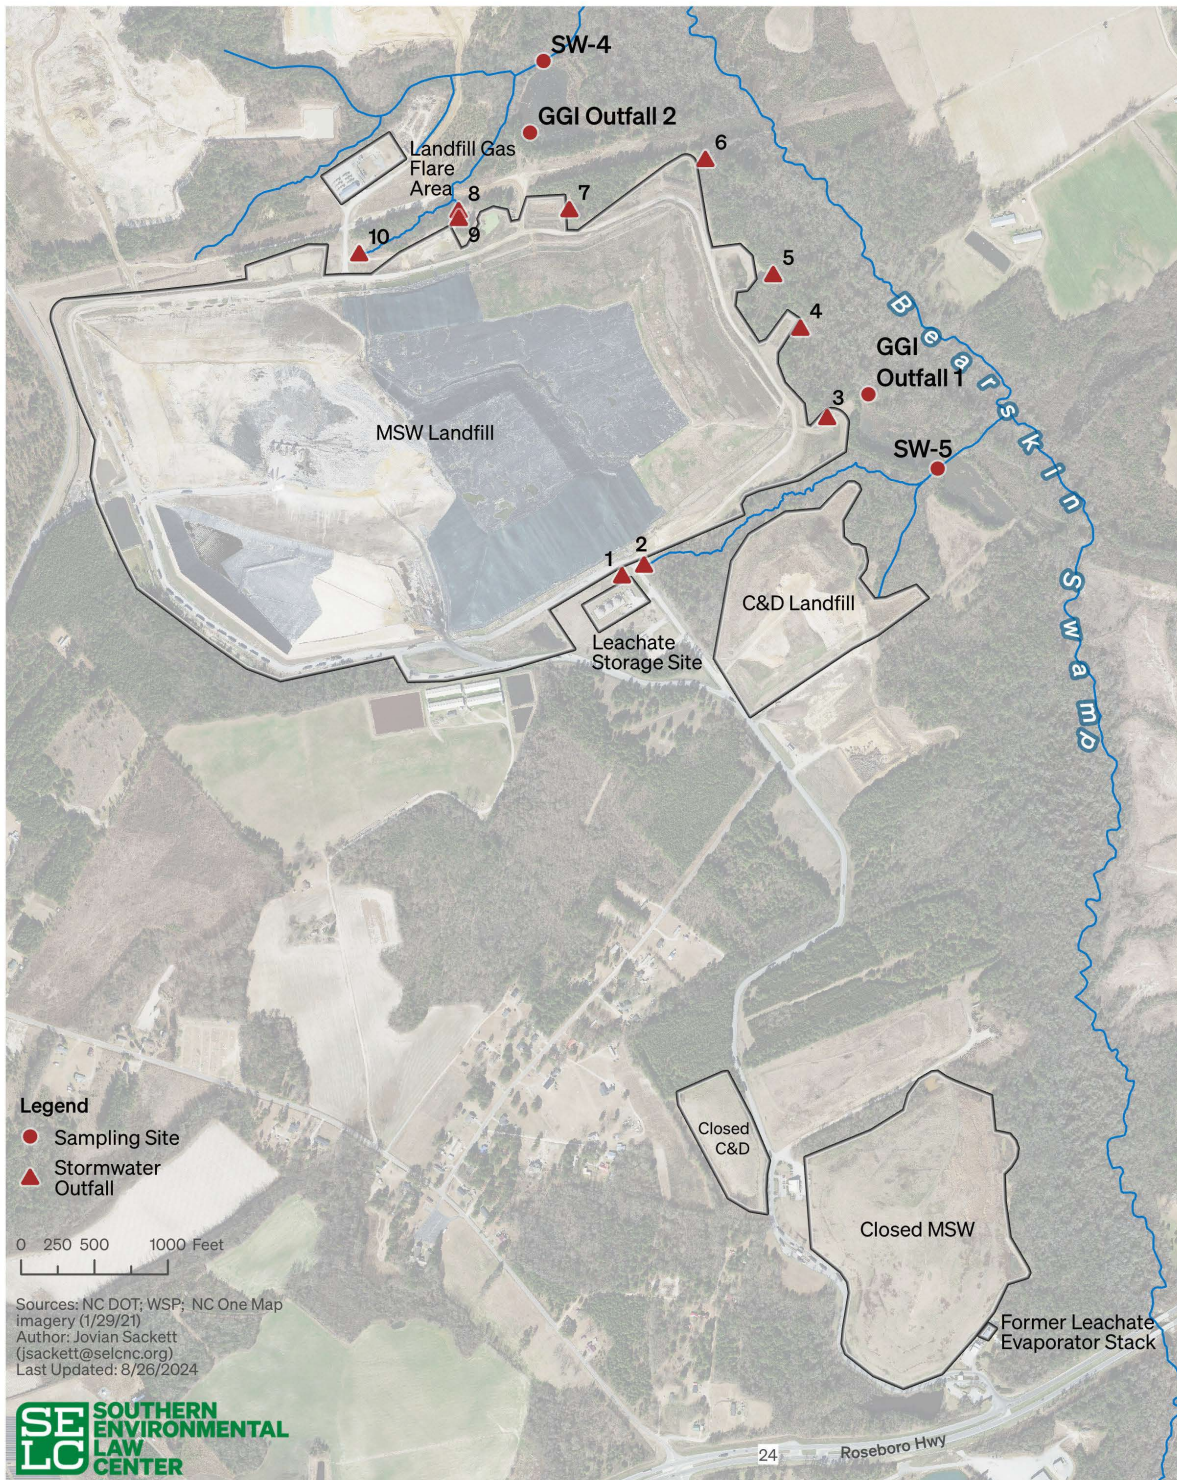 SW-4
GGI Outfall 2
6
Landfill Gas
Flare
Area
8
7
9
10
5
4
Bearskin Swamp
GGI
Outfall 1
3
MSW Landfill
SW-5
2
1
C&D Landfill
Leachate
Storage Site
Legend
Sampling Site
Stormwater
Outfall
Closed
C&D
Closed MSW
0 250 500 1000 Feet
Sources: NC DOT; WSP; NC One Map
imagery (1/29/21)
Author: Jovian Sackett
(jsackett@selcnc.org)
Last Updated: 8/26/2024
Former Leachate
Evaporator Stack
SE
LC
SOUTHERN
ENVIRONMENTAL
LAW
CENTER
24
Roseboro Hwy